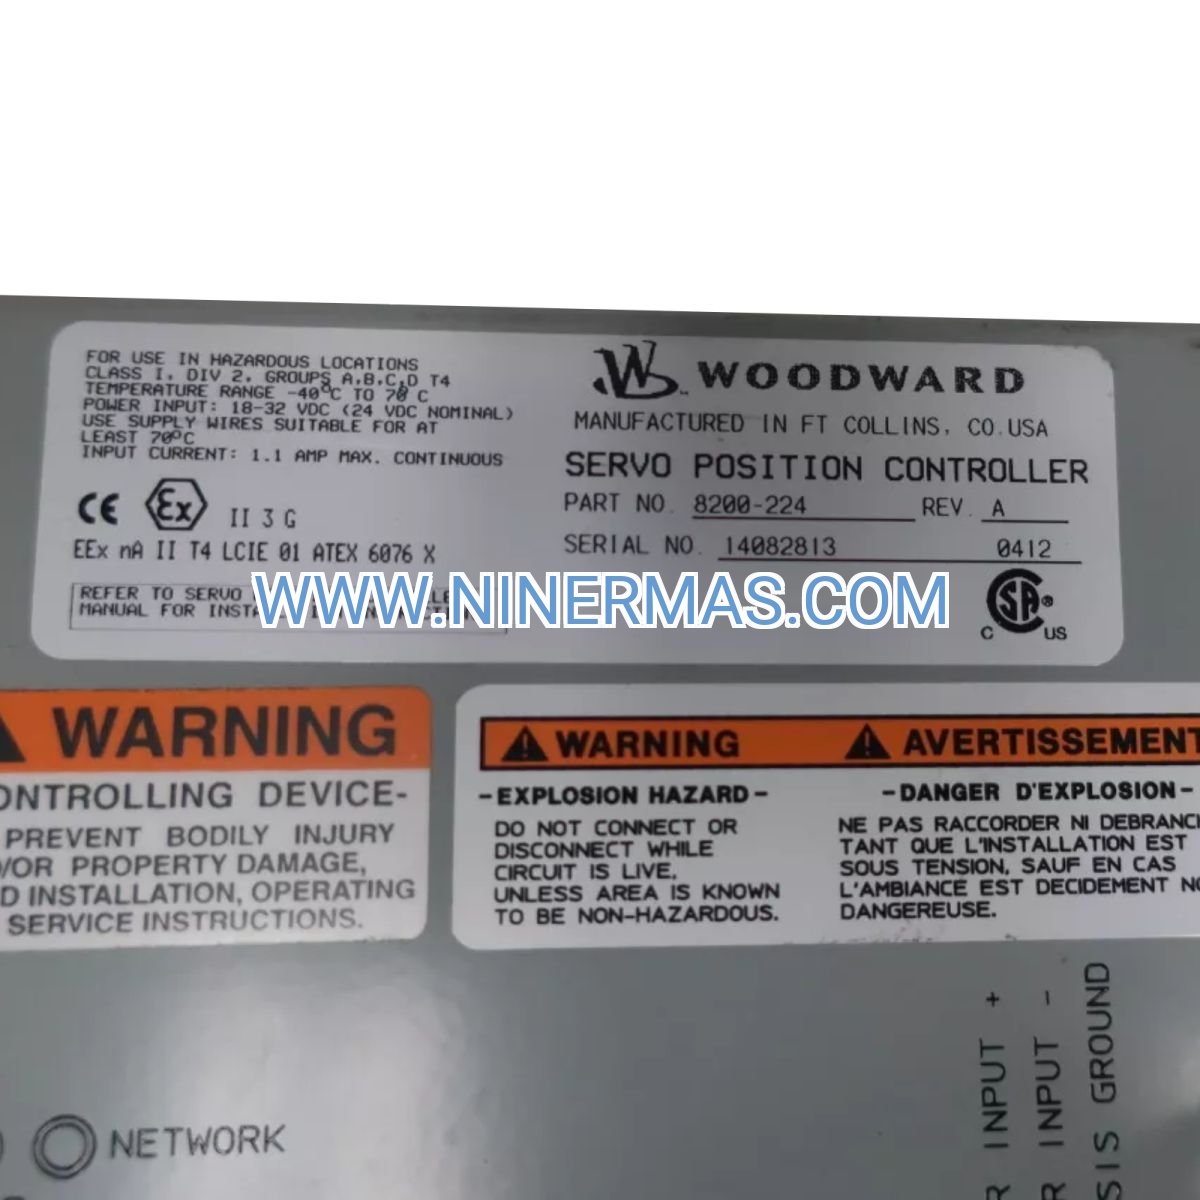 FOR USE IN HAZARDOUS LOCATIONS
CLASS I, DIV 2, GROUPS A,B,C,D T4
TEMPERATURE RANGE -40°C TO 70°C
POWER INPUT: 18-32 VDC (24 VDC NOMINAL)
USE SUPPLY WIRES SUITABLE FOR AT
LEAST 70°C
INPUT CURRENT: 1.1 AMP MAX. CONTINUOUS
CE Ex II 3 G
EEx nA II T4 LCIE 01 ATEX 6076 X
REFER TO SERVO
MANUAL FOR
WOODWARD
MANUFACTURED IN FT COLLINS, CO.USA
SERVO POSITION CONTROLLER
PART NO. 8200-224 REV. A
SERIAL NO. 14082813 0412
SA®
C US
WWW.NINERMAS.COM
WARNING
ONTROLLING DEVICE-
PREVENT BODILY INJURY
/OR PROPERTY DAMAGE,
D INSTALLATION, OPERATING
SERVICE INSTRUCTIONS.
WARNING
-EXPLOSION HAZARD-
DO NOT CONNECT OR
DISCONNECT WHILE
CIRCUIT IS LIVE,
UNLESS AREA IS KNOWN
TO BE NON-HAZARDOUS.
AVERTISSEMENT
-DANGER D'EXPLOSION-
NE PAS RACCORDER NI DEBRANCH
TANT QUE L'INSTALLATION EST
SOUS TENSION, SAUF EN CAS
L'AMBIANCE EST DECIDEMENT NO
DANGEREUSE.
R INPUT +
R INPUT -
SIS GROUND
NETWORK